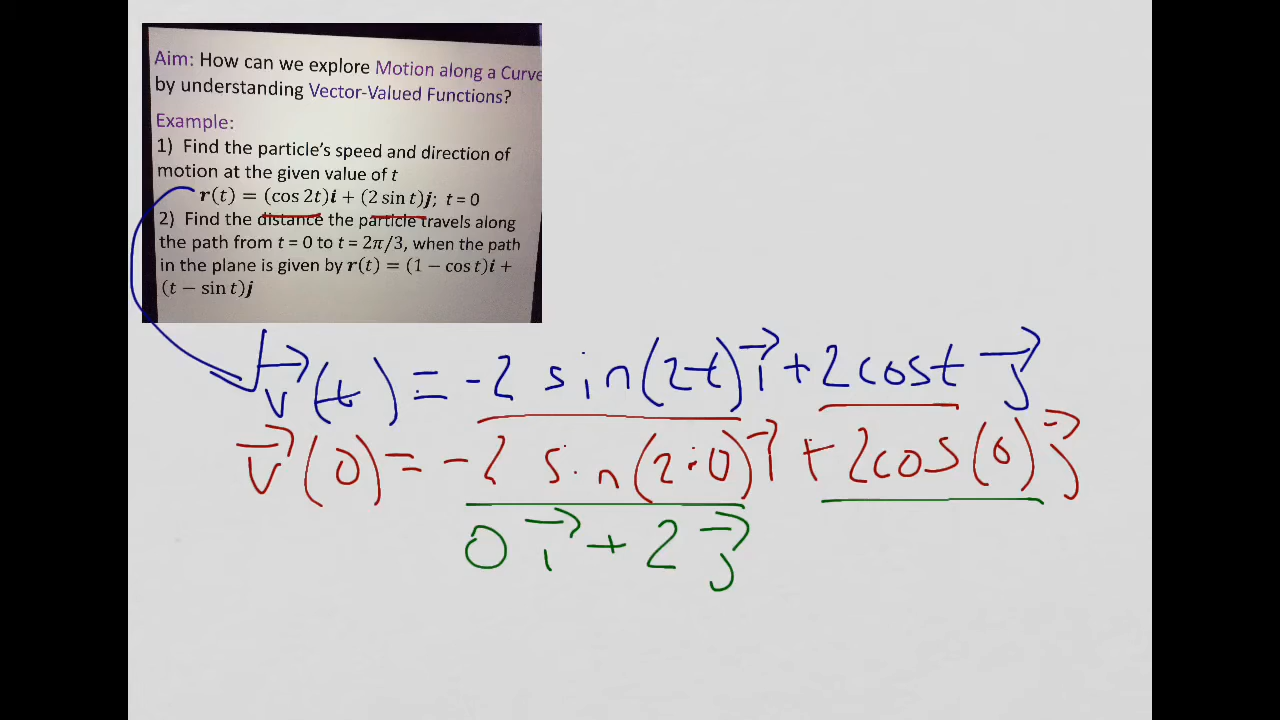 Aim: How can we explore Motion along a Curve
by understanding Vector-Valued Functions?
Example:
1) Find the particle's speed and direction of
motion at the given value of t
r(t) = (cos 2t)i + (2 sin t)j; t = 0
2) Find the distance the particle travels along
the path from t = 0 to t = 2π/3, when the path
in the plane is given by r(t) = (1 − cos t)i +
(t − sin t)j
v⃗(t) = -2 sin(2t)i⃗ + 2cost j⃗
v⃗(0) = -2 sin(2·0)i⃗ + 2cos(0)j⃗
0i⃗ + 2j⃗